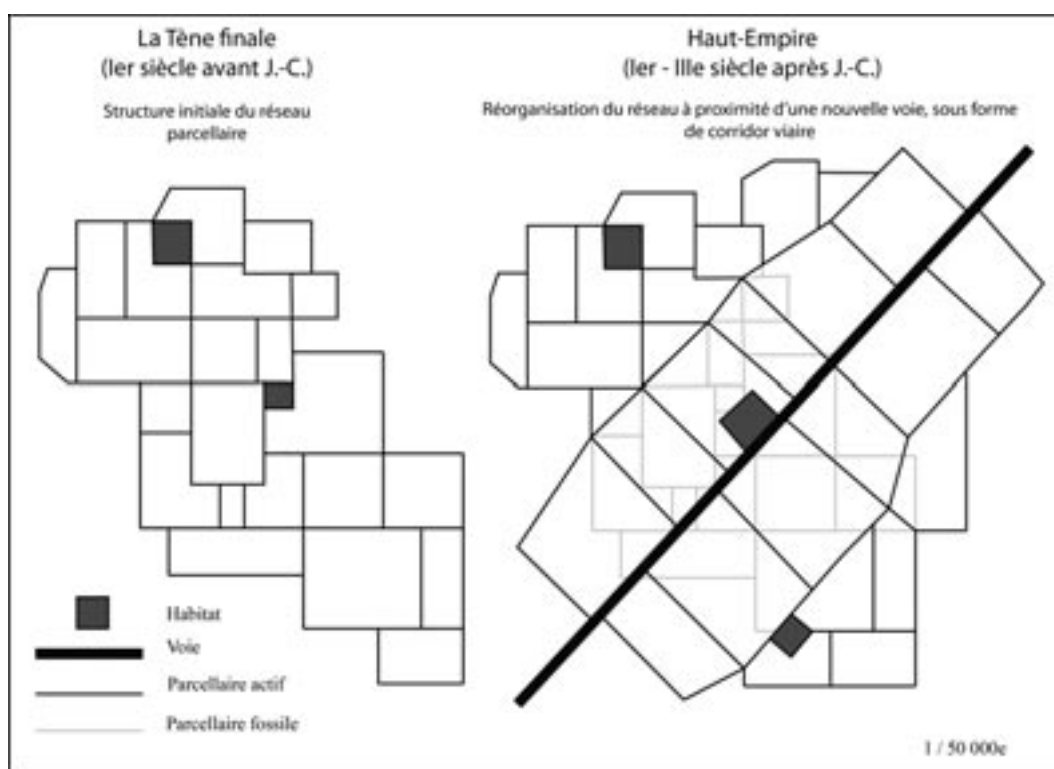 La Tène finale
(Ier siècle avant J.-C.)
Structure initiale du réseau
parcellaire
Haut-Empire
(Ier - IIIe siècle après J.-C.)
Réorganisation du réseau à proximité d'une nouvelle voie, sous forme
de corridor viaire
Habitat
Voie
Parcellaire actif
Parcellaire fossile
1 / 50 000e